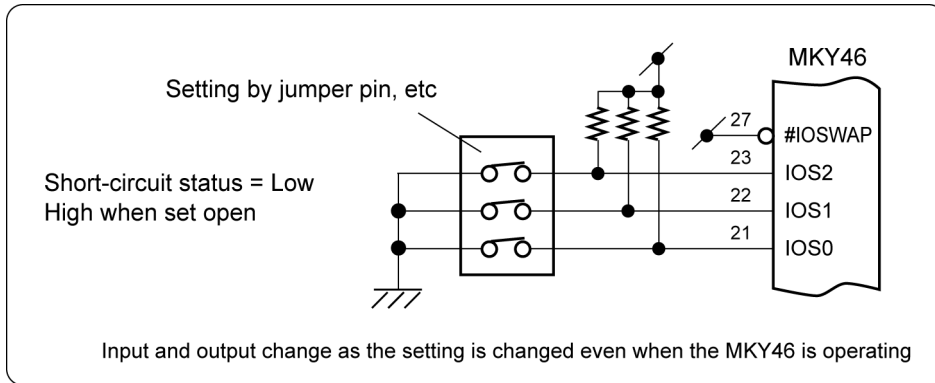 MKY46
Setting by jumper pin, etc
27
#IOSWAP
23
IOS2
Short-circuit status = Low
High when set open
22
IOS1
21
IOS0
Input and output change as the setting is changed even when the MKY46 is operating